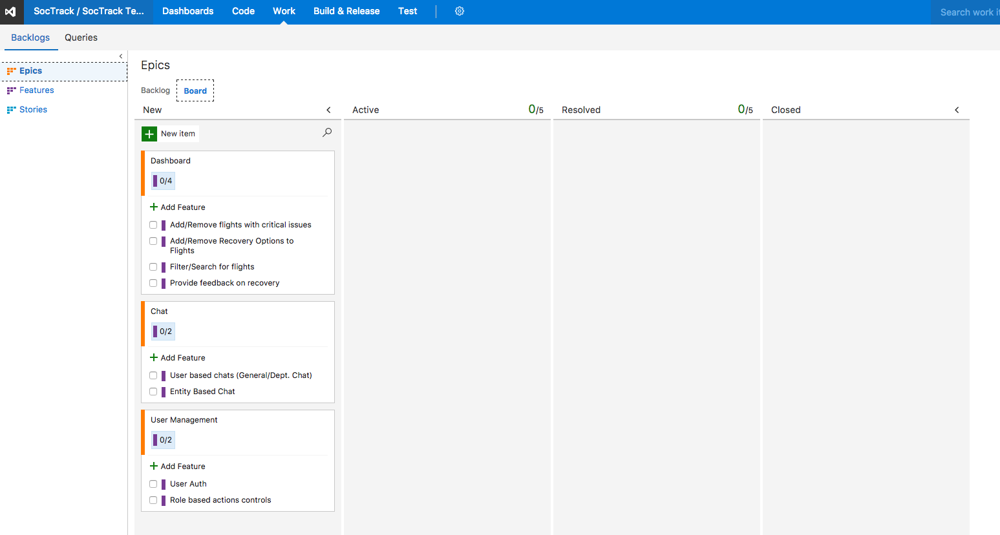 SocTrack / SocTrack Te...
Dashboards
Code
Work
Build & Release
Test
Search work it
Backlogs
Queries
Epics
Features
Stories
Epics
Backlog
Board
New
Active
0/5
Resolved
0/5
Closed
New item
Dashboard
0/4
Add Feature
Add/Remove flights with critical issues
Add/Remove Recovery Options to
Flights
Filter/Search for flights
Provide feedback on recovery
Chat
0/2
Add Feature
User based chats (General/Dept. Chat)
Entity Based Chat
User Management
0/2
Add Feature
User Auth
Role based actions controls